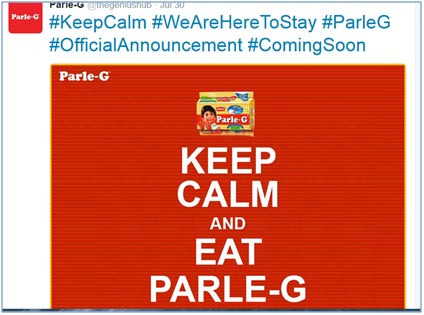 Parle-G @thegeniushub · Jul 30
Parle-G
#KeepCalm #WeAreHereToStay #ParleG
#OfficialAnnouncement #ComingSoon
Parle-G
Parle-G
KEEP
CALM
AND
EAT
PARLE-G